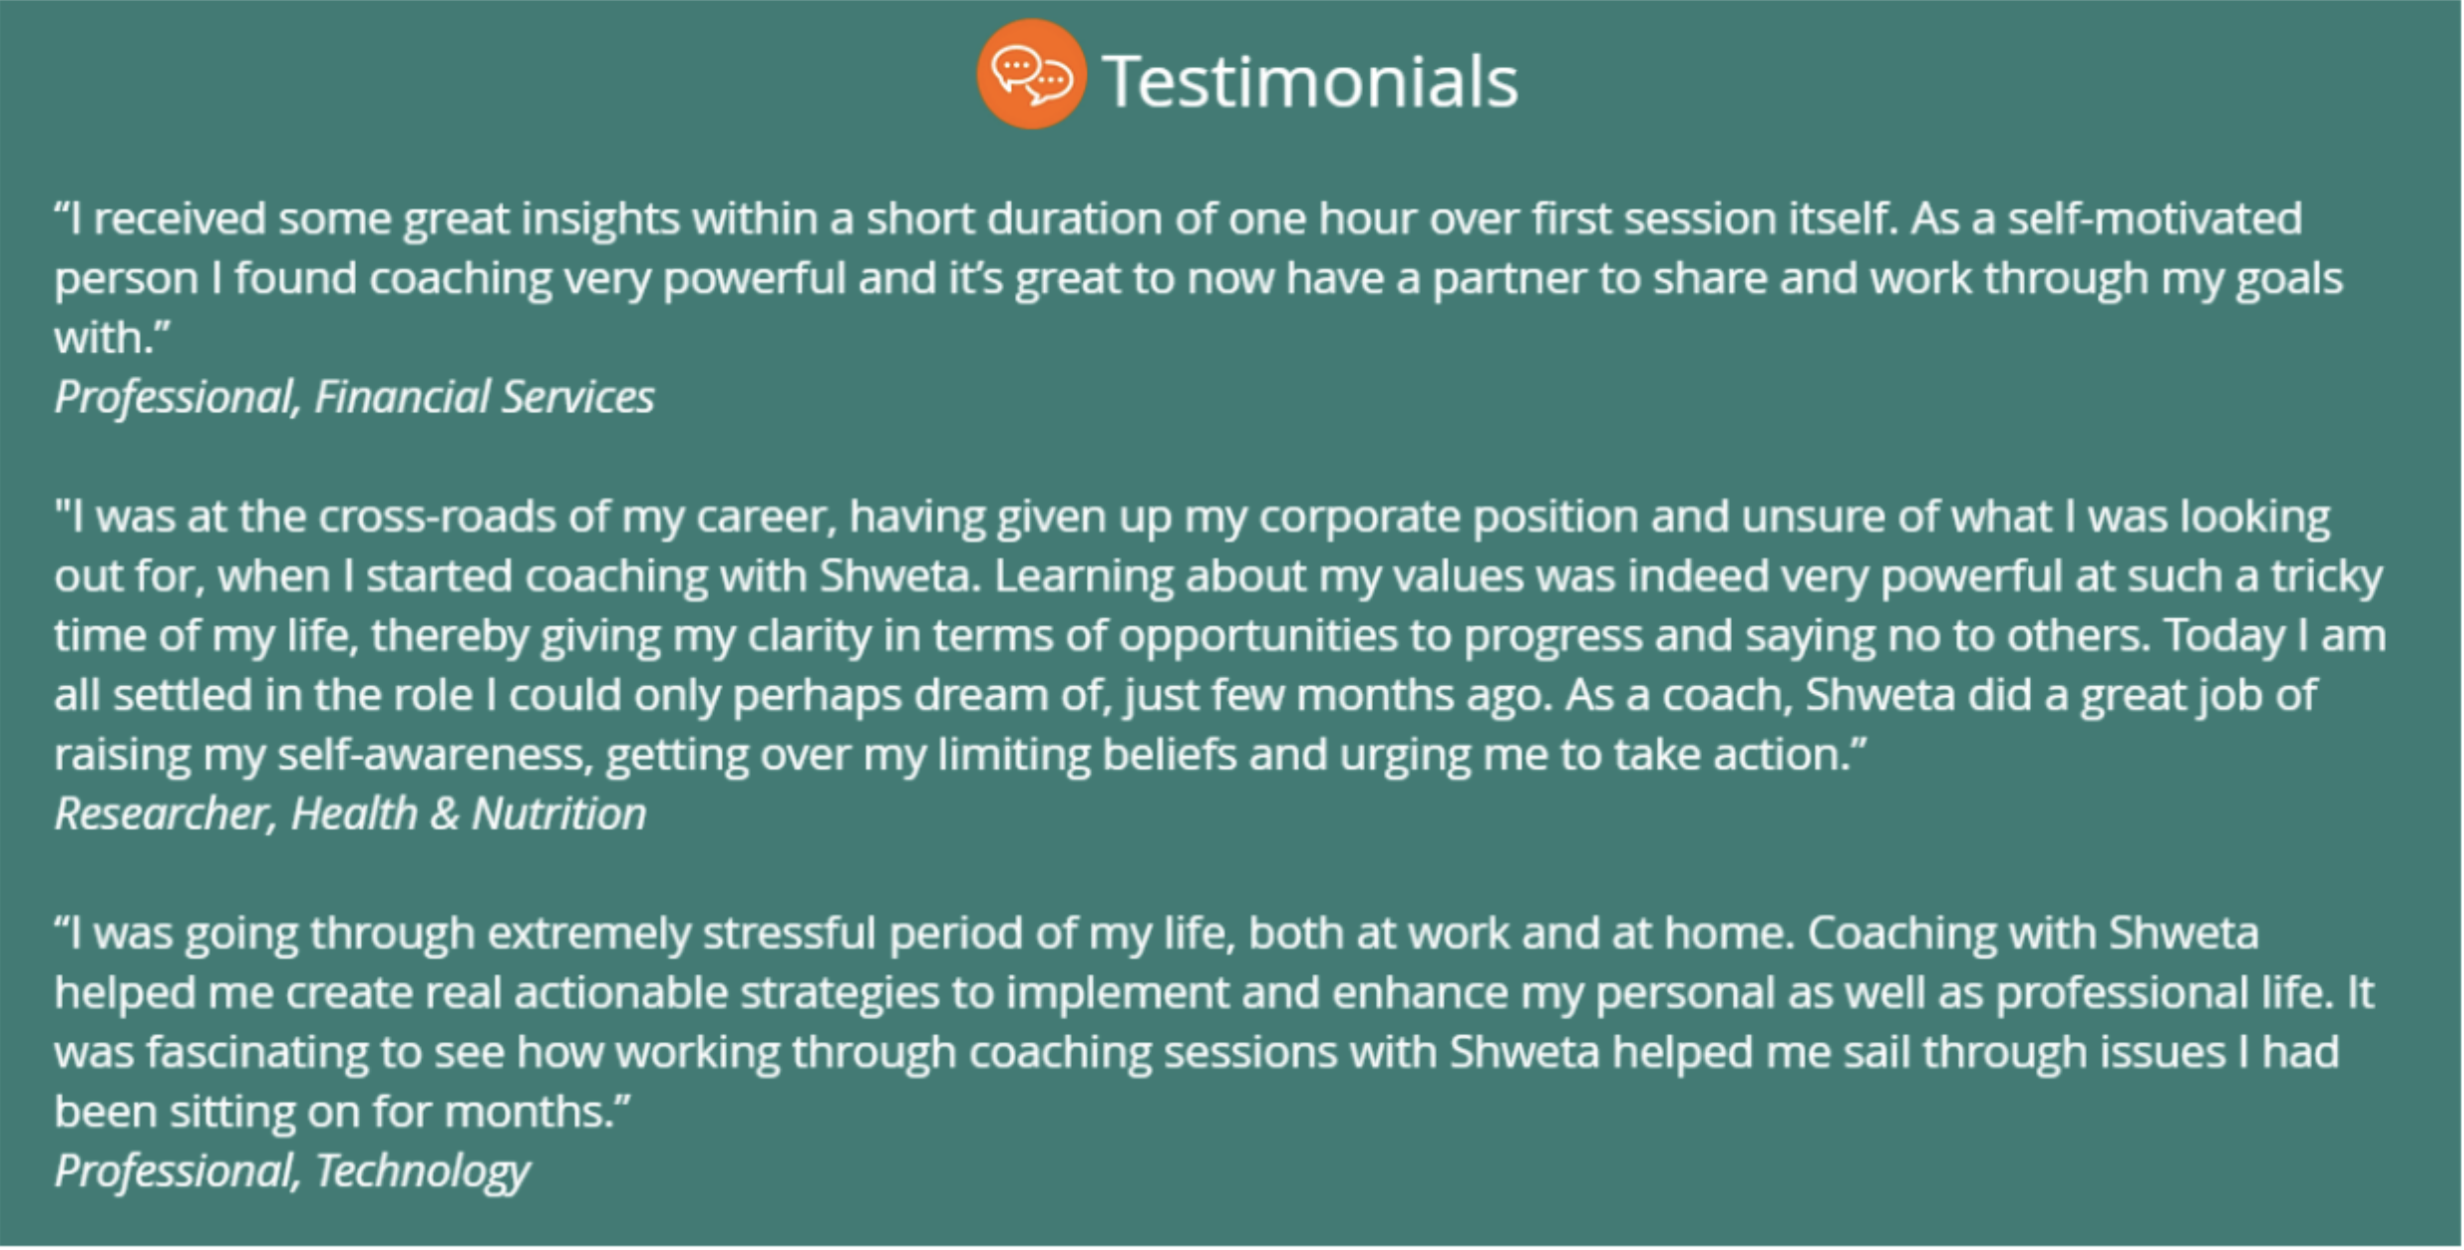 Testimonials
“I received some great insights within a short duration of one hour over first session itself. As a self-motivated
person I found coaching very powerful and it’s great to now have a partner to share and work through my goals
with.”
Professional, Financial Services
"I was at the cross-roads of my career, having given up my corporate position and unsure of what I was looking
out for, when I started coaching with Shweta. Learning about my values was indeed very powerful at such a tricky
time of my life, thereby giving my clarity in terms of opportunities to progress and saying no to others. Today I am
all settled in the role I could only perhaps dream of, just few months ago. As a coach, Shweta did a great job of
raising my self-awareness, getting over my limiting beliefs and urging me to take action.”
Researcher, Health & Nutrition
“I was going through extremely stressful period of my life, both at work and at home. Coaching with Shweta
helped me create real actionable strategies to implement and enhance my personal as well as professional life. It
was fascinating to see how working through coaching sessions with Shweta helped me sail through issues I had
been sitting on for months.”
Professional, Technology